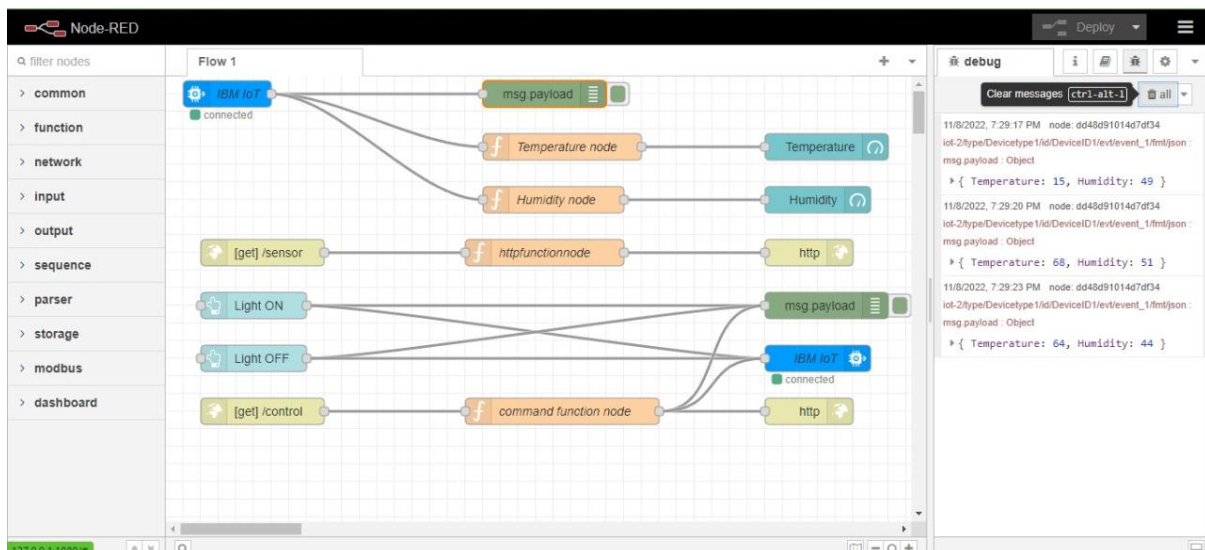 Node-RED
Deploy
filter nodes
common
function
network
input
output
sequence
parser
storage
modbus
dashboard
Flow 1
IBM IoT
connected
msg.payload
Temperature node
Temperature
Humidity node
Humidity
[get] /sensor
httpfunctionnode
http
Light ON
msg.payload
Light OFF
IBM IoT
connected
[get] /control
command function node
http
debug
i
Clear messages ctrl-alt-l
all
11/8/2022, 7:29:17 PM node: dd48d91014d7df34
iot-2/type/Devicetype1/id/DeviceID1/evt/event_1/fmt/json :
msg.payload : Object
{ Temperature: 15, Humidity: 49 }
11/8/2022, 7:29:20 PM node: dd48d91014d7df34
iot-2/type/Devicetype1/id/DeviceID1/evt/event_1/fmt/json :
msg.payload : Object
{ Temperature: 68, Humidity: 51 }
11/8/2022, 7:29:23 PM node: dd48d91014d7df34
iot-2/type/Devicetype1/id/DeviceID1/evt/event_1/fmt/json :
msg.payload : Object
{ Temperature: 64, Humidity: 44 }